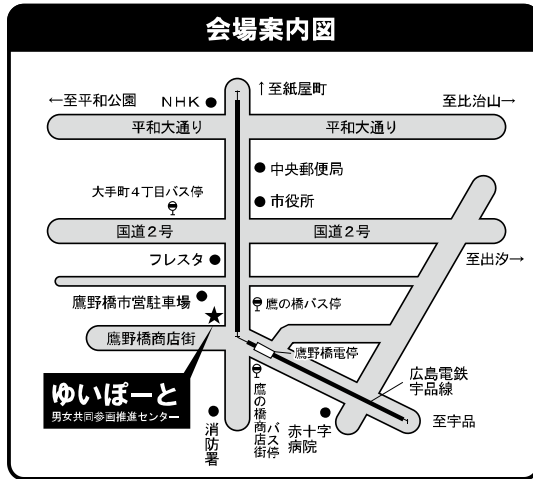 会場案内図
←至平和公園
NHK
↑至紙屋町
至比治山→
平和大通り
平和大通り
中央郵便局
大手町4丁目バス停
市役所
国道2号
国道2号
フレスタ
至出汐→
鷹野橋市営駐車場
鷹の橋バス停
鷹野橋商店街
鷹野橋電停
広島電鉄
宇品線
ゆいぽーと
男女共同参画推進センター
至宇品
消防署
鷹の橋商店街
バス停
赤十字
病院